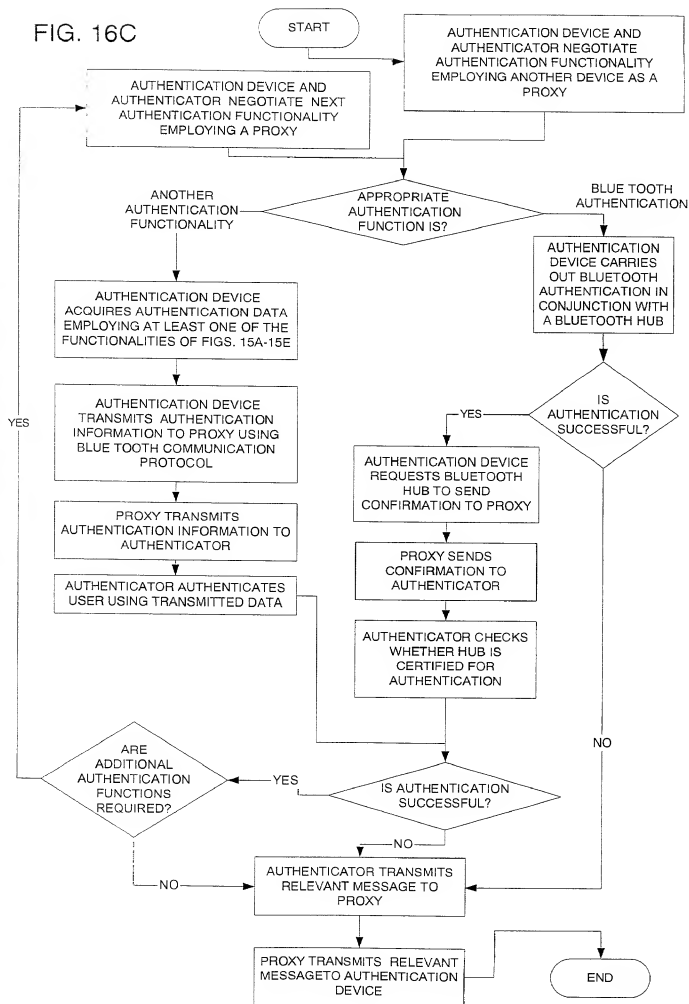 FIG. 16C
START
AUTHENTICATION DEVICE AND
AUTHENTICATOR NEGOTIATE
AUTHENTICATION FUNCTIONALITY
EMPLOYING ANOTHER DEVICE AS A
PROXY
AUTHENTICATION DEVICE AND
AUTHENTICATOR NEGOTIATE NEXT
AUTHENTICATION FUNCTIONALITY
EMPLOYING A PROXY
APPROPRIATE
AUTHENTICATION
FUNCTION IS?
ANOTHER
AUTHENTICATION
FUNCTIONALITY
BLUE TOOTH
AUTHENTICATION
AUTHENTICATION
DEVICE CARRIES
OUT BLUETOOTH
AUTHENTICATION IN
CONJUNCTION WITH
A BLUETOOTH HUB
AUTHENTICATION DEVICE
ACQUIRES AUTHENTICATION DATA
EMPLOYING AT LEAST ONE OF THE
FUNCTIONALITIES OF FIGS. 15A-15E
AUTHENTICATION DEVICE
TRANSMITS AUTHENTICATION
INFORMATION TO PROXY USING
BLUE TOOTH COMMUNICATION
PROTOCOL
PROXY TRANSMITS
AUTHENTICATION INFORMATION TO
AUTHENTICATOR
AUTHENTICATOR AUTHENTICATES
USER USING TRANSMITTED DATA
IS
AUTHENTICATION
SUCCESSFUL?
YES
AUTHENTICATION DEVICE
REQUESTS BLUETOOTH
HUB TO SEND
CONFIRMATION TO PROXY
PROXY SENDS
CONFIRMATION TO
AUTHENTICATOR
AUTHENTICATOR CHECKS
WHETHER HUB IS
CERTIFIED FOR
AUTHENTICATION
NO
IS AUTHENTICATION
SUCCESSFUL?
YES
ARE
ADDITIONAL
AUTHENTICATION
FUNCTIONS
REQUIRED?
YES
NO
NO
AUTHENTICATOR TRANSMITS
RELEVANT MESSAGE TO
PROXY
PROXY TRANSMITS RELEVANT
MESSAGETO AUTHENTICATION
DEVICE
END